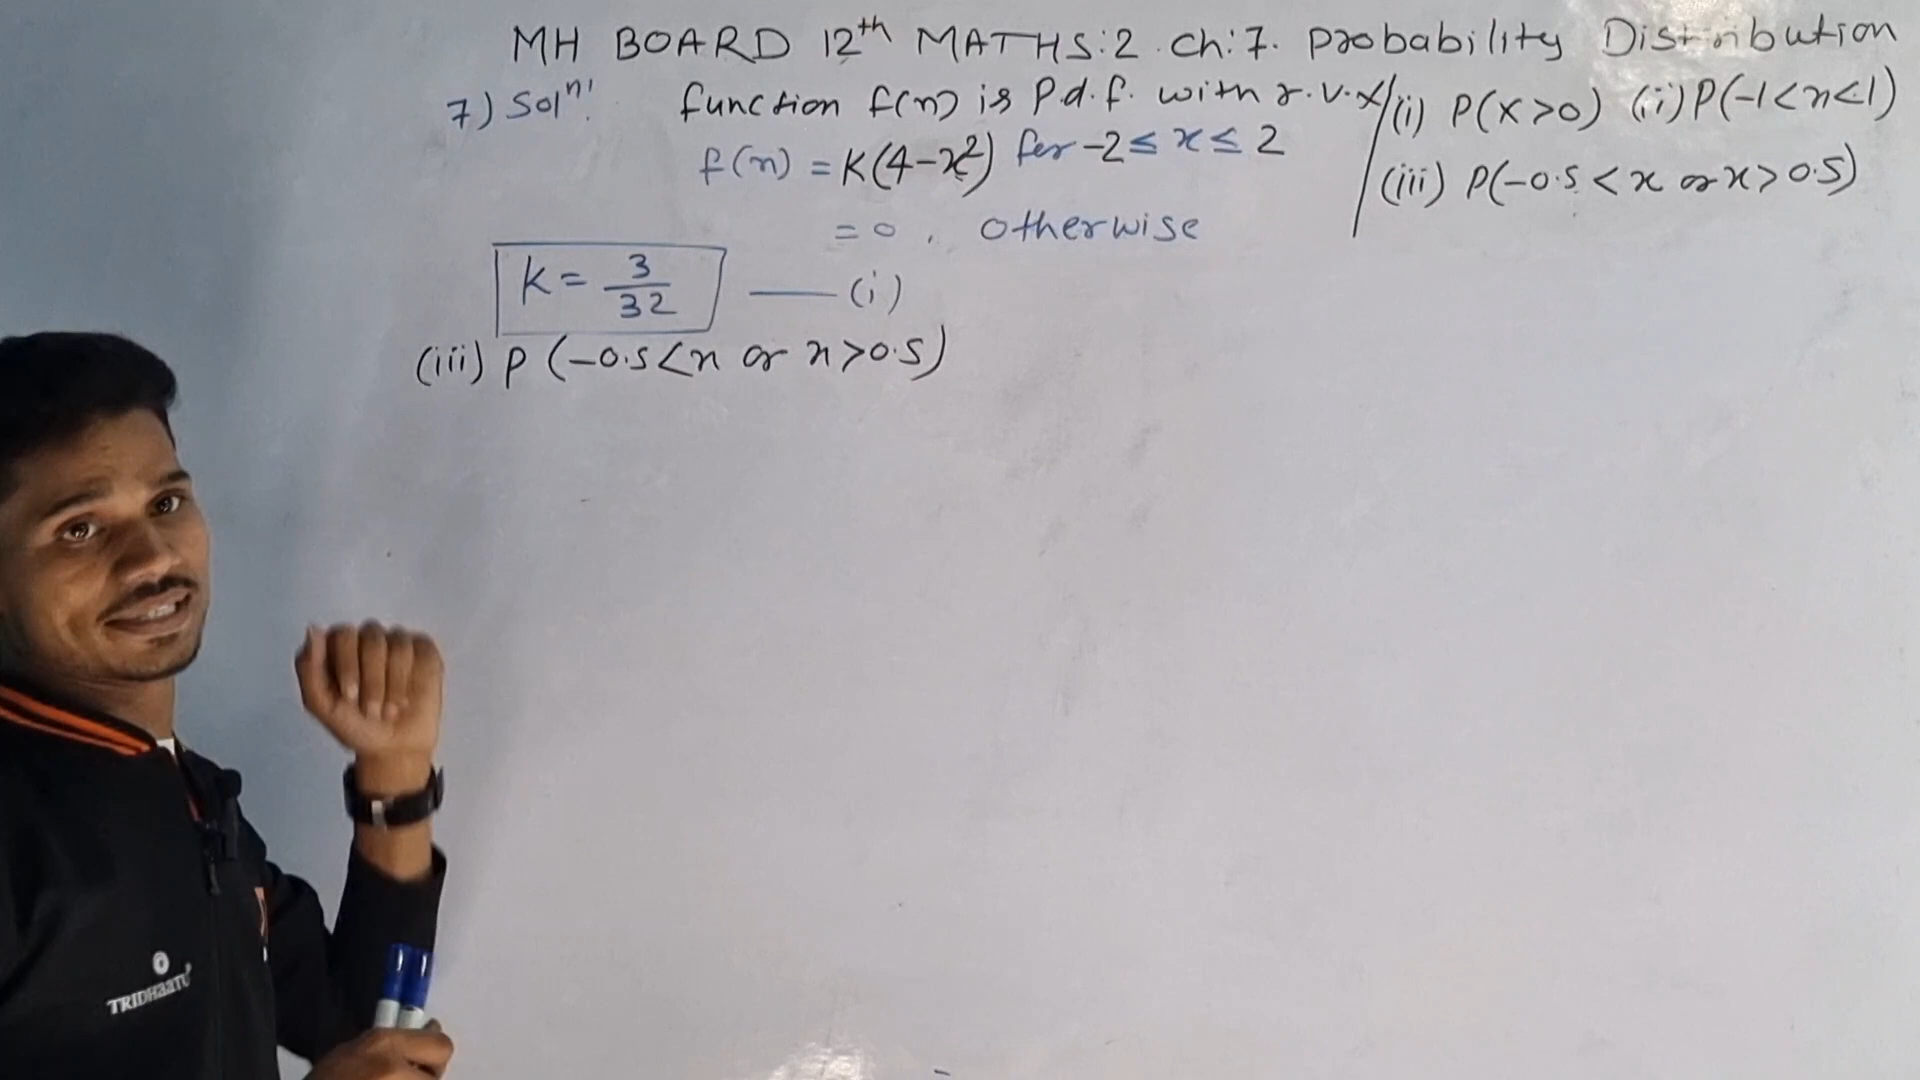 MH BOARD 12th MATHS:2 Ch:7. Probability Distribution
7) Soln: function f(n) is P.d.f. with r.v.X/(i) P(X>0) (ii) P(-1<n<1)
f(n) = K(4-x²) for -2 ≤ x ≤ 2
(iii) P(-0.5 < x or x > 0.5)
= 0, otherwise
K = 3/32 —— (i)
(iii) P (-0.5<n or n>0.5)
TRIDHaaTU